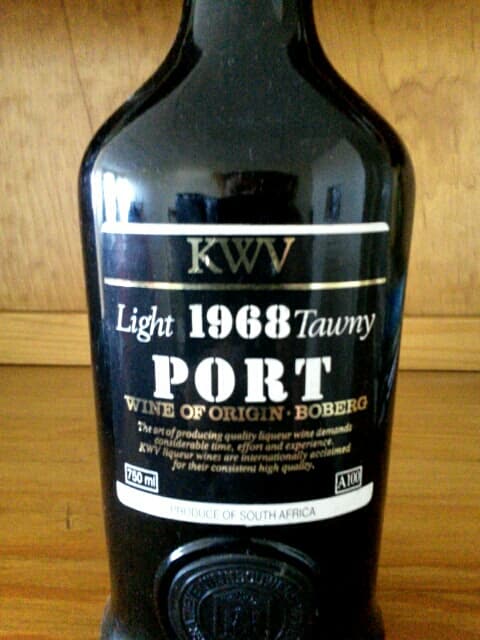 KWV
Light 1968 Tawny
PORT
WINE OF ORIGIN · BOBERG
The art of producing quality liqueur wine demands
considerable time, effort and experience.
KWV liqueur wines are internationally acclaimed
for their consistent high quality.
750 ml A100
PRODUCE OF SOUTH AFRICA